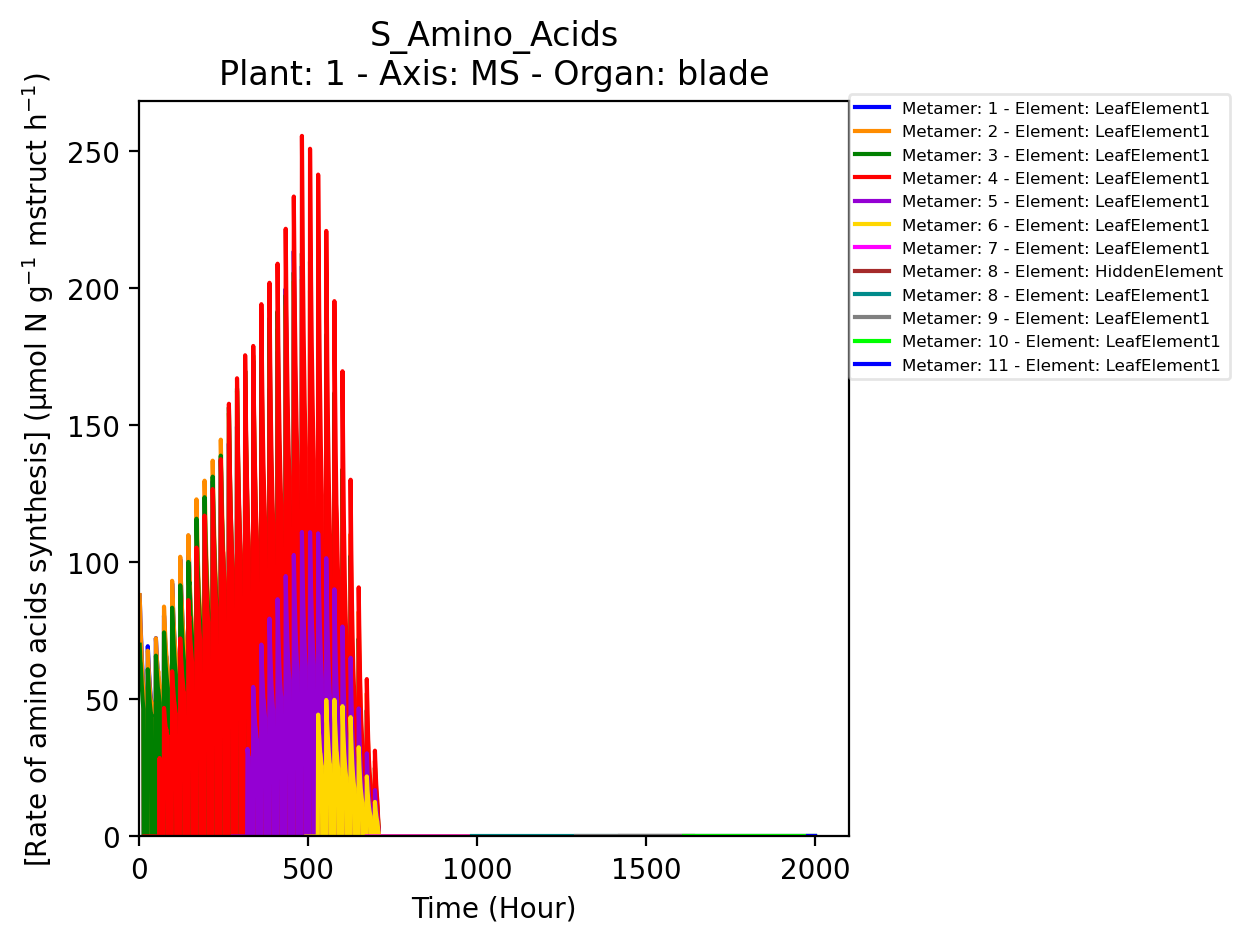 S_Amino_Acids
Plant: 1 - Axis: MS - Organ: blade
[Rate of amino acids synthesis] (µmol N g⁻¹ mstruct h⁻¹)
250
200
150
100
50
0
0 500 1000 1500 2000
Time (Hour)
Metamer: 1 - Element: LeafElement1
Metamer: 2 - Element: LeafElement1
Metamer: 3 - Element: LeafElement1
Metamer: 4 - Element: LeafElement1
Metamer: 5 - Element: LeafElement1
Metamer: 6 - Element: LeafElement1
Metamer: 7 - Element: LeafElement1
Metamer: 8 - Element: HiddenElement
Metamer: 8 - Element: LeafElement1
Metamer: 9 - Element: LeafElement1
Metamer: 10 - Element: LeafElement1
Metamer: 11 - Element: LeafElement1